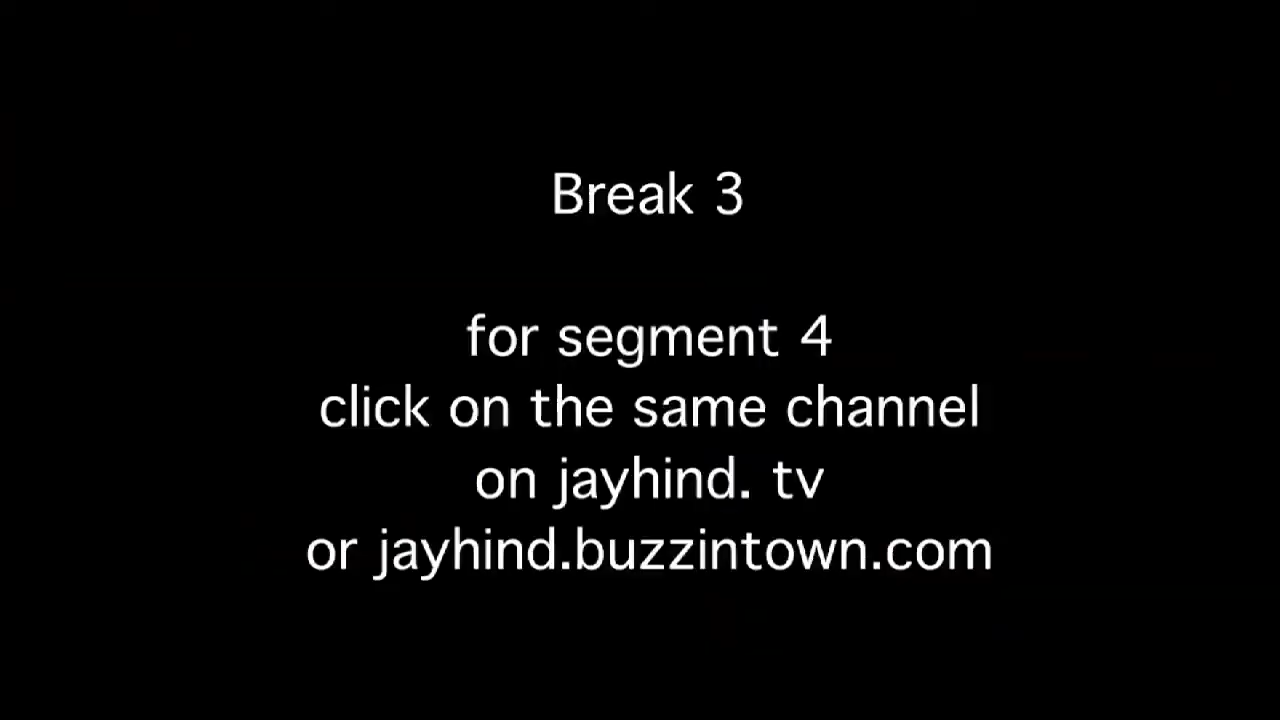 Break 3
for segment 4
click on the same channel
on jayhind. tv
or jayhind.buzzintown.com